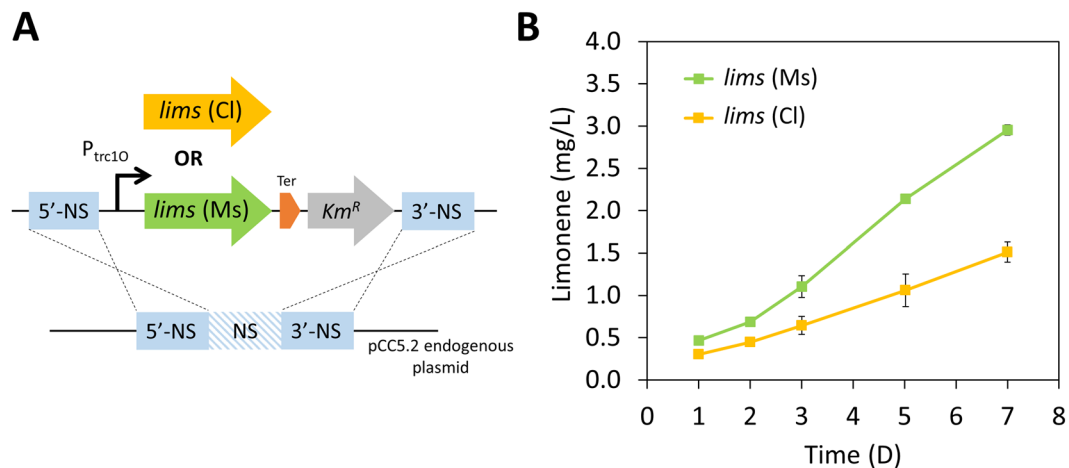 A
lims (Cl)
P_trc1O
OR
Ter
5’-NS
lims (Ms)
Km^R
3’-NS
5’-NS
NS
3’-NS
pCC5.2 endogenous
plasmid
B
Limonene (mg/L)
4.0
3.5
3.0
2.5
2.0
1.5
1.0
0.5
0.0
lims (Ms)
lims (Cl)
0 1 2 3 4 5 6 7 8
Time (D)